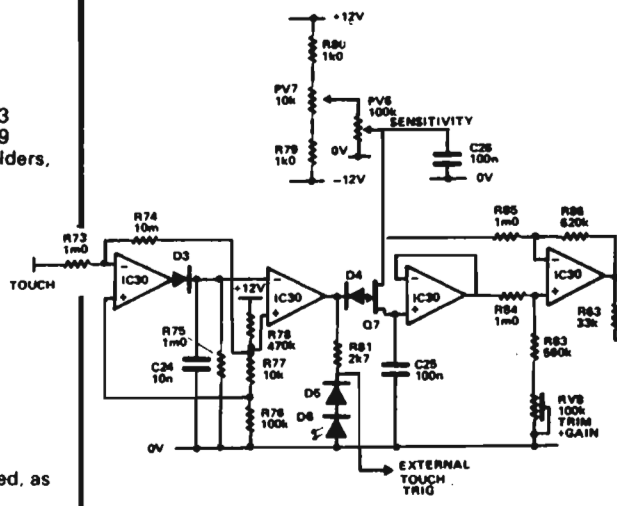 3
9
lders,
ed, as
+12V
R80
1k0
PV7
10k
PV6
100k
SENSITIVITY
R79
1k0
0V
-12V
C26
100n
0V
R73
1m0
TOUCH
R74
10m
D3
IC30
+12V
R75
1m0
C24
10n
R78
470k
R77
10k
R76
100k
0V
IC30
D4
Q7
R81
2k7
D5
D6
EXTERNAL
TOUCH
TRIG
C25
100n
IC30
R85
1m0
R86
620k
R84
1m0
IC30
R63
33k
R83
560k
RV8
100k
TRIM
+GAIN